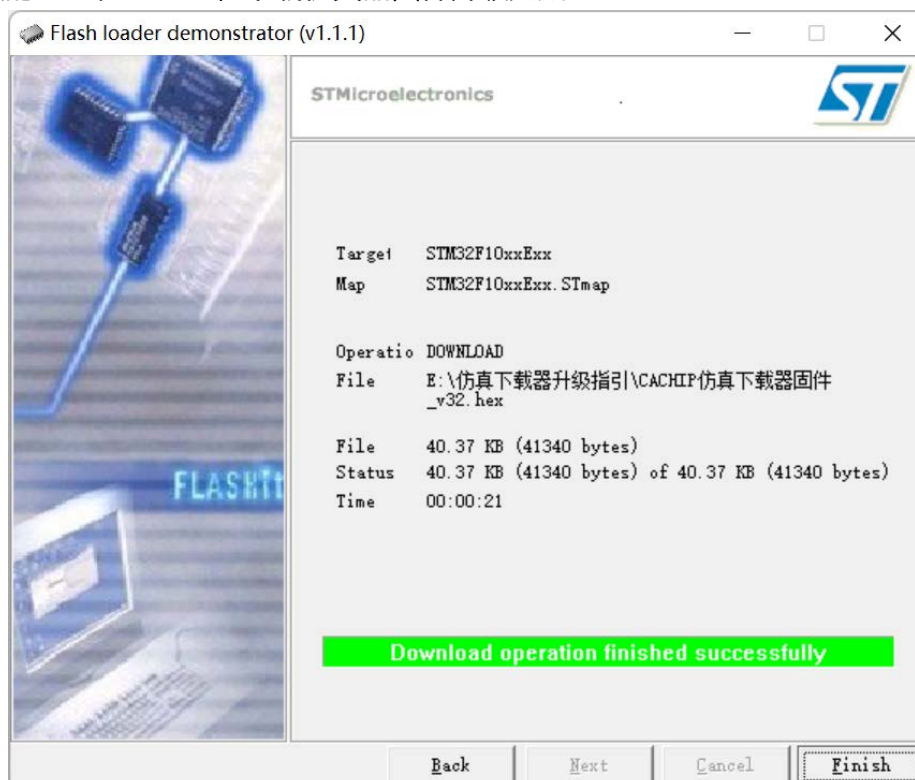 Flash loader demonstrator (v1.1.1)
STMicroelectronics
ST
Target STM32F10xxExx
Map STM32F10xxExx.STmap
Operatio DOWNLOAD
File E:\仿真下载器升级指引\CACHIP仿真下载器固件
_v32.hex
File 40.37 KB (41340 bytes)
Status 40.37 KB (41340 bytes) of 40.37 KB (41340 bytes)
Time 00:00:21
FLASHIt
Download operation finished successfully
Back Next Cancel Finish